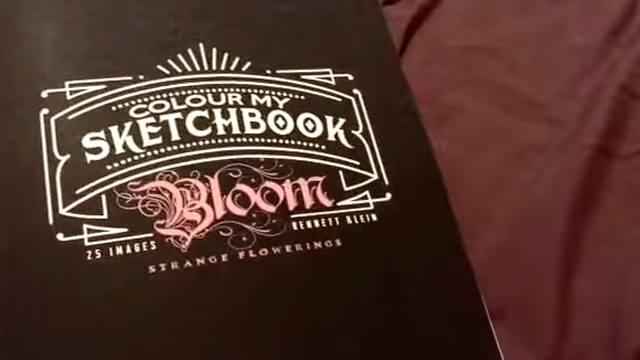 COLOUR MY
SKETCHBOOK
Bloom
25 IMAGES
BENNETT KLEIN
STRANGE FLOWERINGS